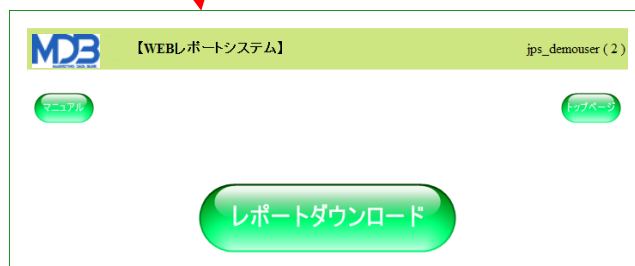 MDB
【WEBレポートシステム】
jps_demouser ( 2 )
マニュアル
トップページ
レポートダウンロード